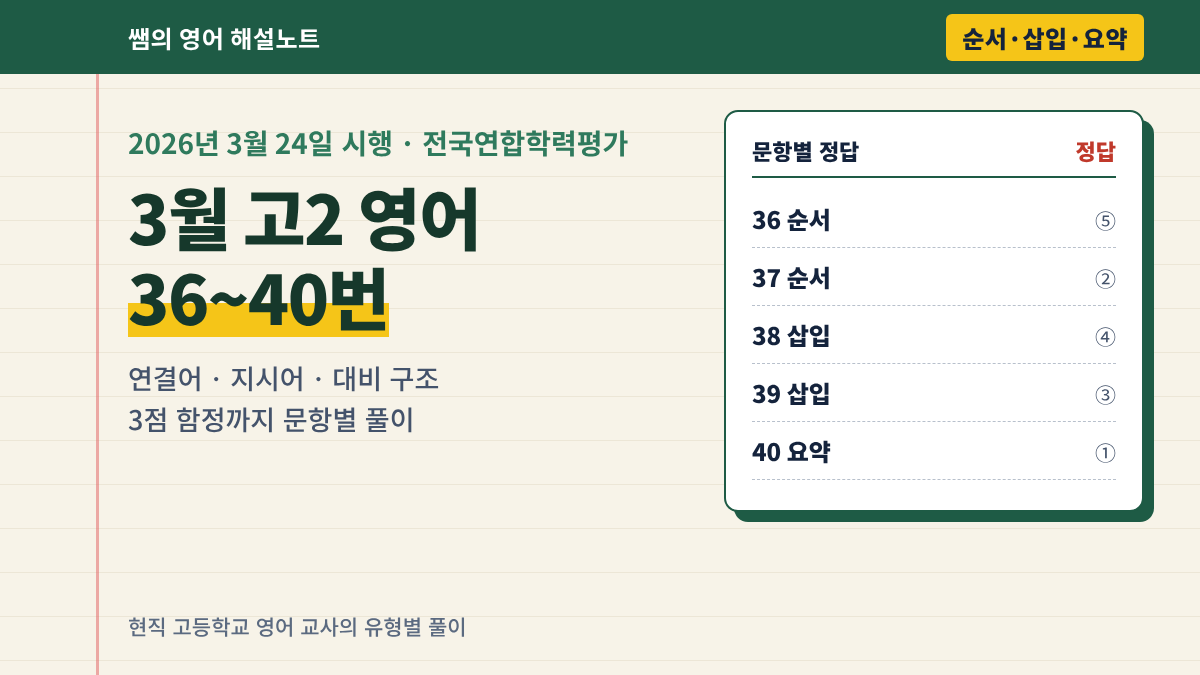 쌤의 영어 해설노트
순서·삽입·요약
2026년 3월 24일 시행 · 전국연합학력평가
3월 고2 영어
36~40번
연결어 · 지시어 · 대비 구조
3점 함정까지 문항별 풀이
문항별 정답 정답
36 순서 ⑤
37 순서 ②
38 삽입 ④
39 삽입 ③
40 요약 ①
현직 고등학교 영어 교사의 유형별 풀이